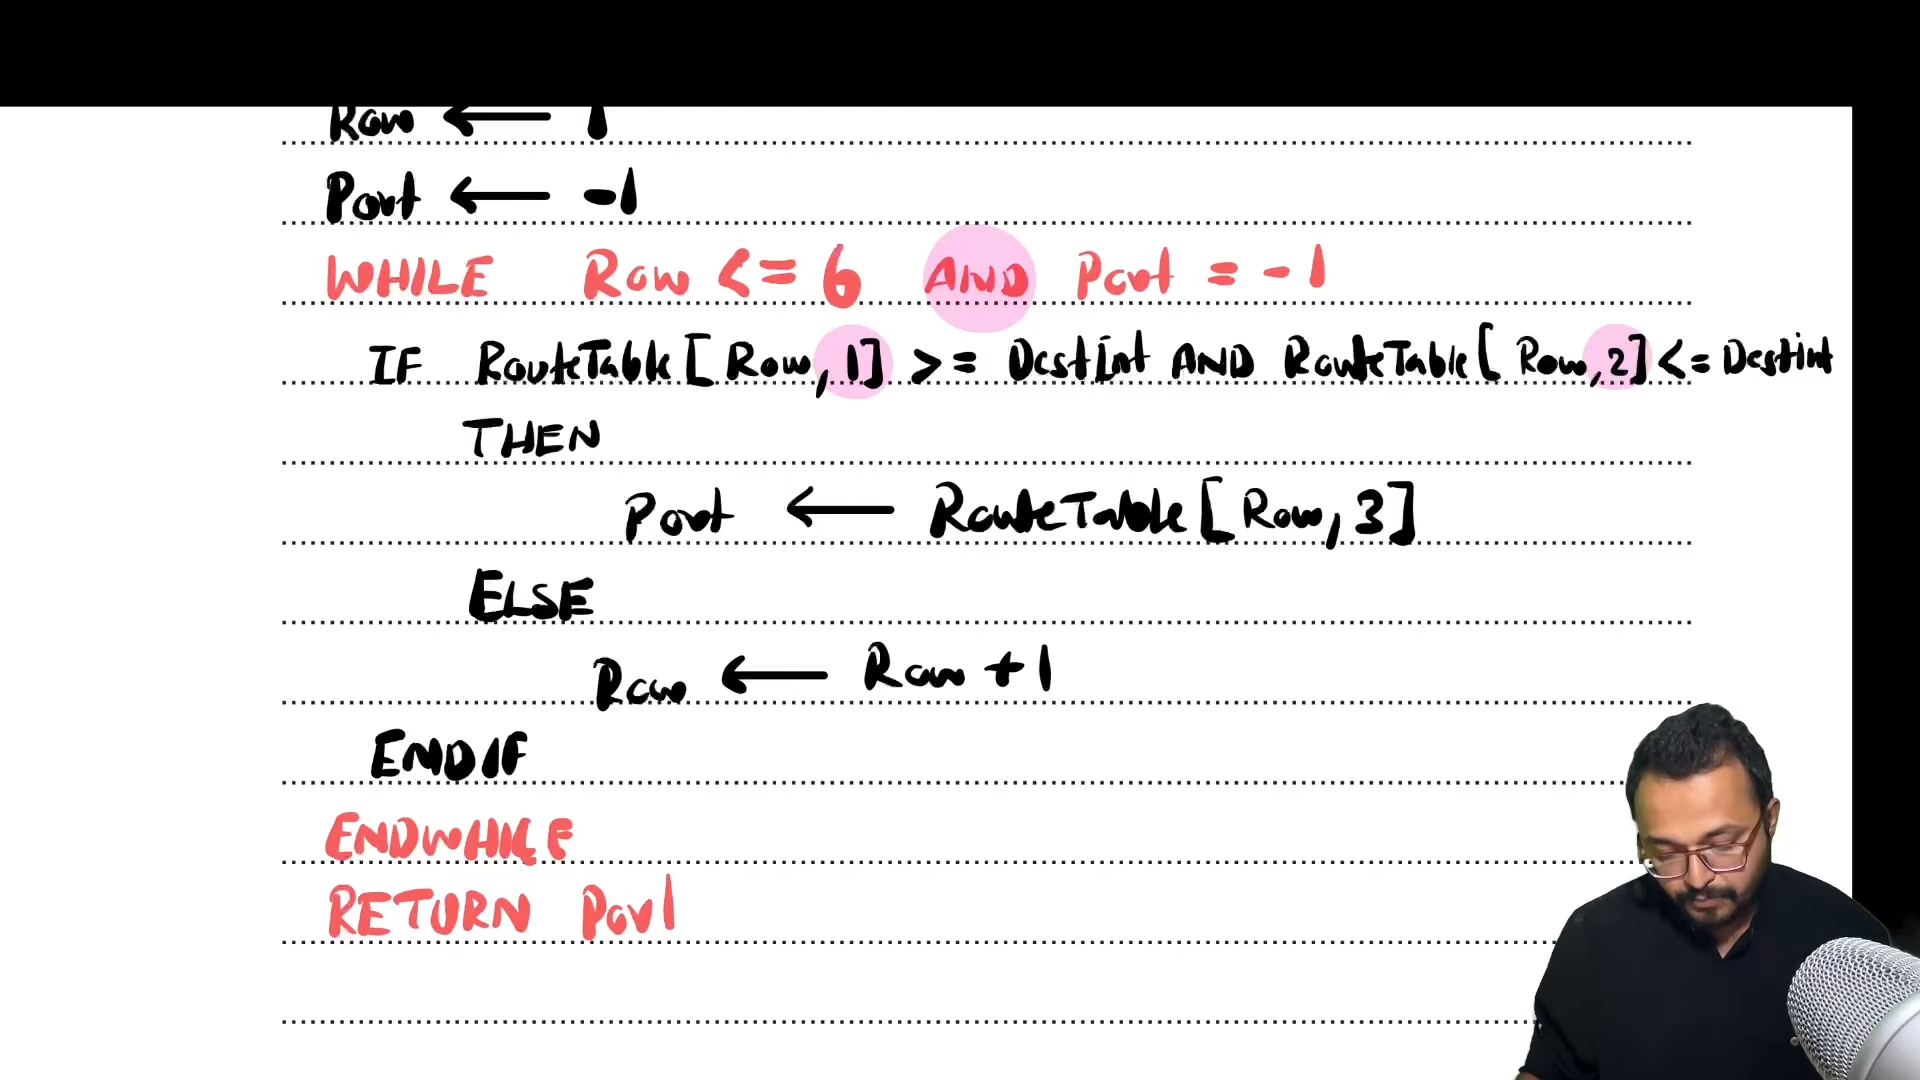 Row ← 1
Port ← -1
WHILE Row <= 6 AND Port = -1
IF RouteTable[Row,1] >= DestInt AND RouteTable[Row,2] <= Destint
THEN
Port ← RouteTable[Row,3]
ELSE
Row ← Row + 1
ENDIF
ENDWHILE
RETURN Port